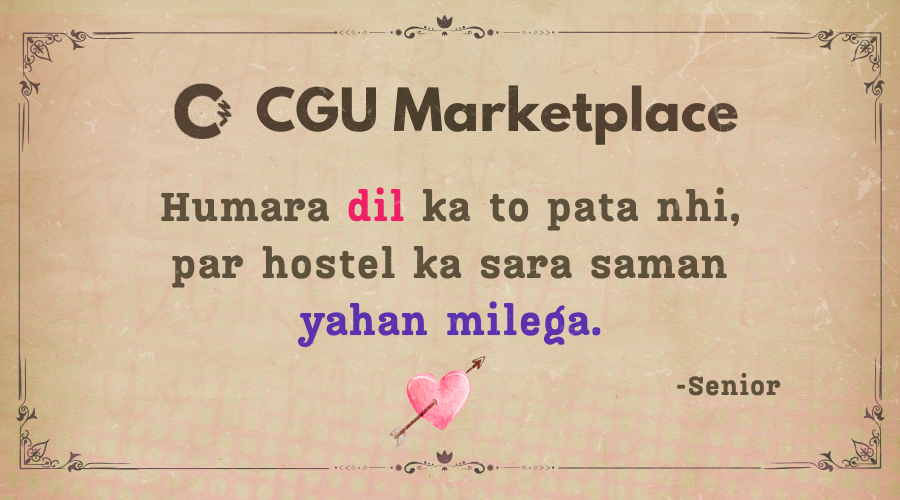 CGU Marketplace
Humara dil ka to pata nhi,
par hostel ka sara saman
yahan milega.
-Senior